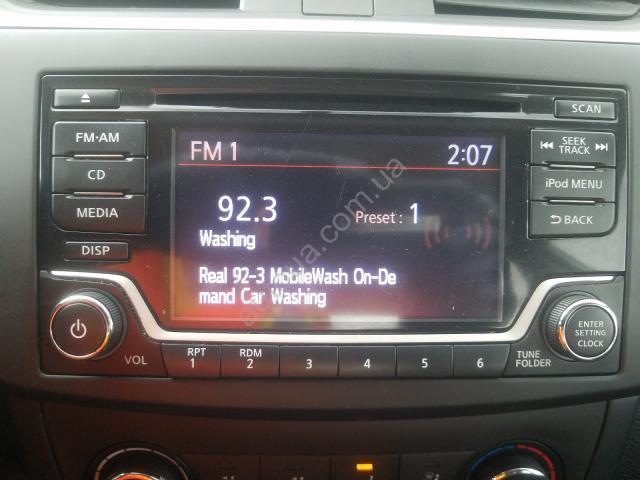 SCAN
FM·AM
CD
MEDIA
DISP
FM 1
2:07
92.3
Preset : 1
Washing
Real 92-3 MobileWash On-De
mand Car Washing
SEEK
TRACK
iPod MENU
BACK
VOL
RPT
1
RDM
2
3
4
5
6
TUNE
FOLDER
ENTER
SETTING
CLOCK